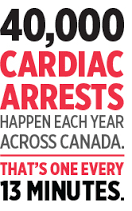 40,000
CARDIAC
ARRESTS
HAPPEN EACH YEAR
ACROSS CANADA.
THAT'S ONE EVERY
13 MINUTES.